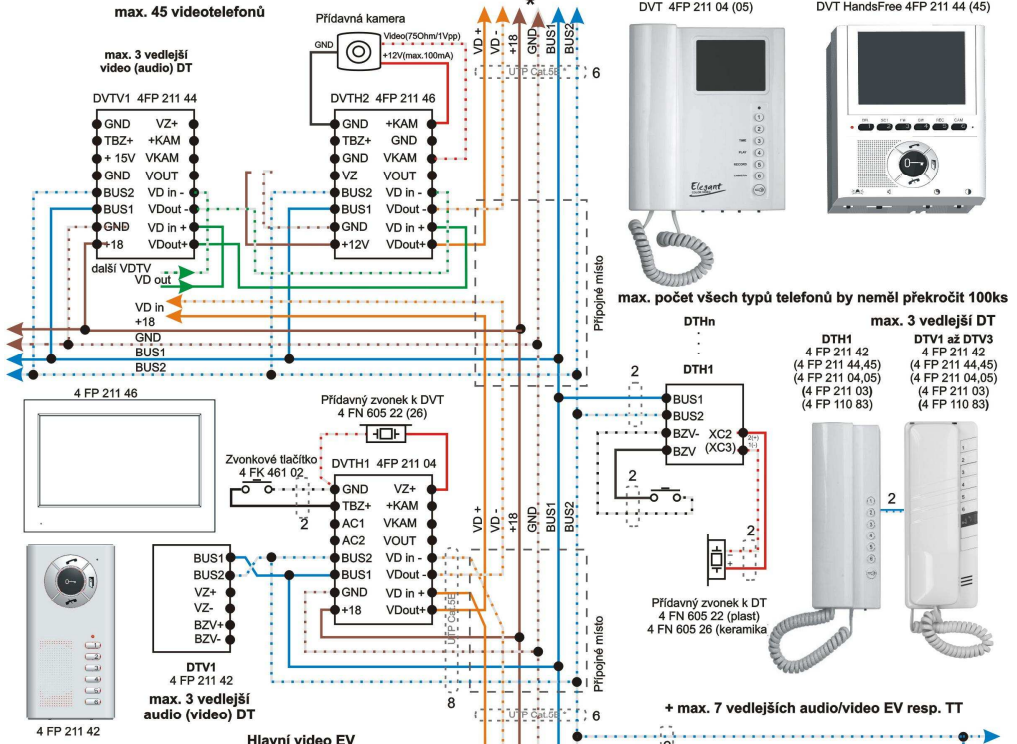 max. 45 videotelefonů
Přídavná kamera
GND
Video(75Ohm/1Vpp)
+12V(max.100mA)
VD +
VD -
+18
*
GND
BUS1
BUS2
UTP Cat.5E *
6
DVT 4FP 211 04 (05)
DVT HandsFree 4FP 211 44 (45)
Elegant
max. 3 vedlejší
video (audio) DT
DVTV1 4FP 211 44
GND VZ+
TBZ+ +KAM
+ 15V VKAM
GND VOUT
BUS2 VD in -
BUS1 VDout -
GND VD in +
+18 VDout+
DVTH2 4FP 211 46
GND +KAM
TBZ+ GND
GND VKAM
VZ VOUT
BUS2 VD in -
BUS1 VDout -
GND VD in +
+12V VDout+
další VDTV
VD out
VD in
+18
GND
BUS1
BUS2
Přípojné místo
max. počet všech typů telefonů by neměl překročit 100ks
DTHn
DTH1
2
BUS1
BUS2
BZV- XC2
BZV (XC3)
2(+)
1(-)
2
2
- +
Přídavný zvonek k DT
4 FN 605 22 (plast)
4 FN 605 26 (keramika
max. 3 vedlejší DT
DTH1
4 FP 211 42
(4 FP 211 44,45)
(4 FP 211 04,05)
(4 FP 211 03)
(4 FP 110 83)
DTV1 až DTV3
4 FP 211 42
(4 FP 211 44,45)
(4 FP 211 04,05)
(4 FP 211 03)
(4 FP 110 83)
2
4 FP 211 46
Přídavný zvonek k DVT
4 FN 605 22 (26)
Zvonkové tlačítko
4 FK 461 02
2
DVTH1 4FP 211 04
GND VZ+
TBZ+ +KAM
AC1 VKAM
AC2 VOUT
BUS2 VD in -
BUS1 VDout -
GND VD in +
+18 VDout+
VD +
VD -
+18
GND
BUS1
BUS2
UTP Cat.5E
8
Přípojné místo
UTP Cat.5E *
6
BUS1
BUS2
VZ+
VZ-
BZV+
BZV-
DTV1
4 FP 211 42
max. 3 vedlejší
audio (video) DT
4 FP 211 42
Hlavní video EV
+ max. 7 vedlejších audio/video EV resp. TT